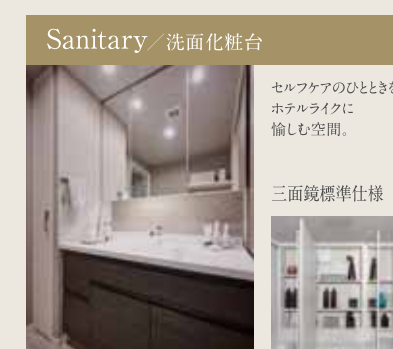 Sanitary／洗面化粧台
セルフケアのひとときを
ホテルライクに
愉しむ空間。
三面鏡標準仕様